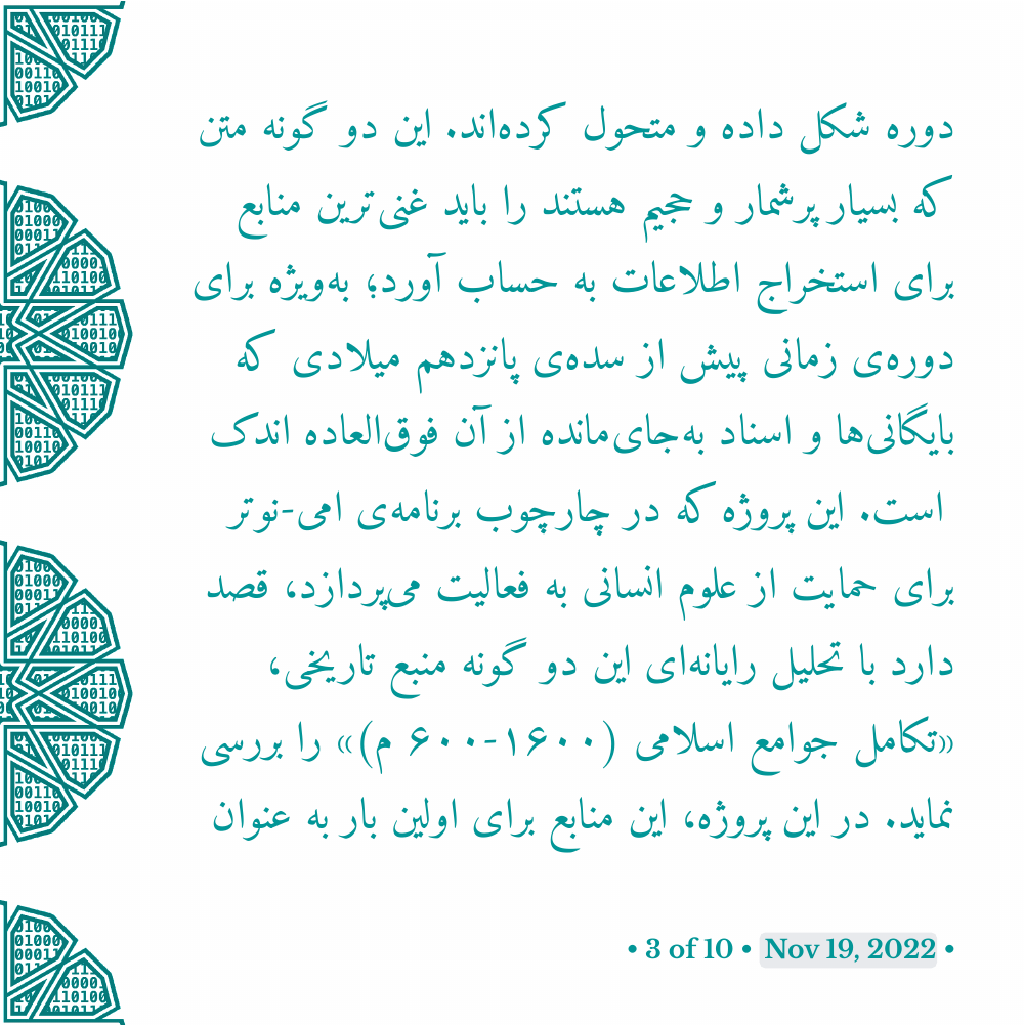 دوره شکل داده و متحول کرده‌اند. این دو گونه متن
که بسیار پرشمار و حجیم هستند را باید غنی‌ترین منابع
برای استخراج اطلاعات به حساب آورد؛ به‌ویژه برای
دوره‌ی زمانی پیش از سده‌ی پانزدهم میلادی که
بایگانی‌ها و اسناد به‌جای‌مانده از آن فوق‌العاده اندک
است. این پروژه که در چارچوب برنامه‌ی امی-نوتر
برای حمایت از علوم انسانی به فعالیت می‌پردازد، قصد
دارد با تحلیل رایانه‌ای این دو گونه منبع تاریخی،
«تکامل جوامع اسلامی (۱۶۰۰-۶۰۰ م)» را بررسی
نماید. در این پروژه، این منابع برای اولین بار به عنوان
• 3 of 10 • Nov 19, 2022 •